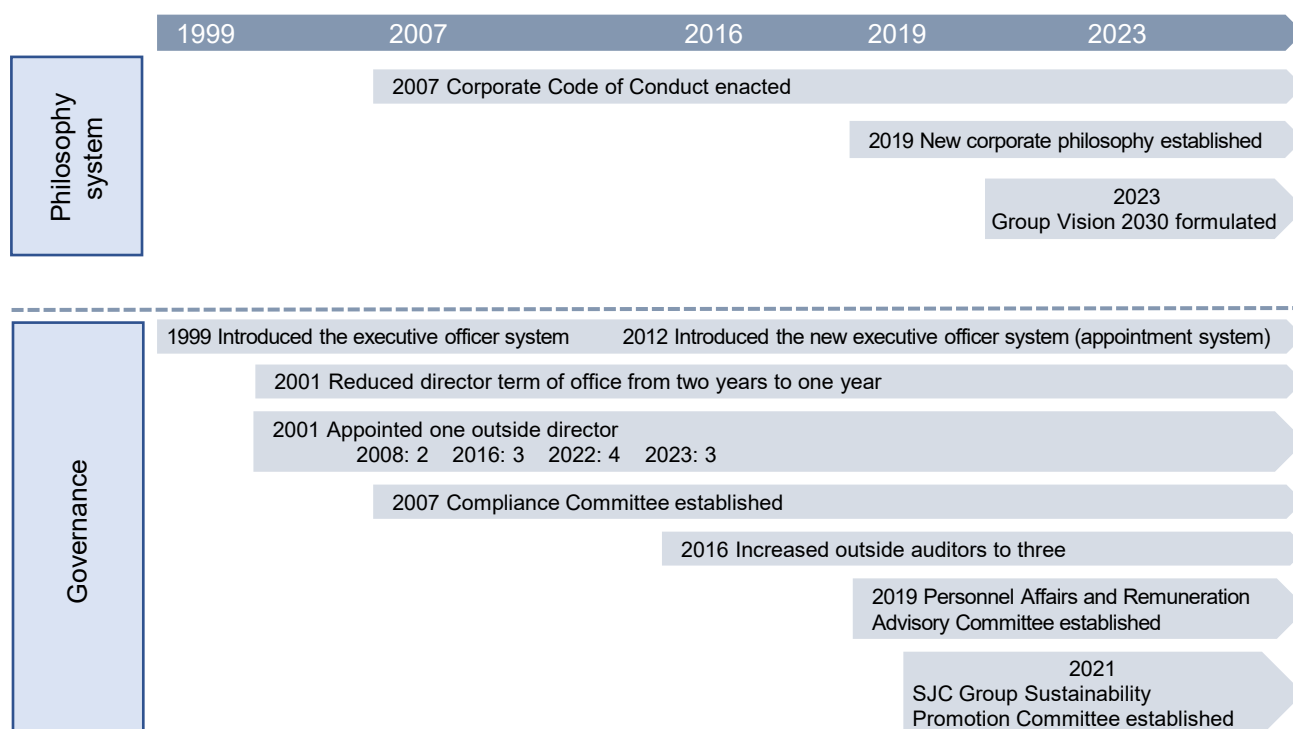 1999 2007 2016 2019 2023
Philosophy
system
2007 Corporate Code of Conduct enacted
2019 New corporate philosophy established
2023
Group Vision 2030 formulated
Governance
1999 Introduced the executive officer system 2012 Introduced the new executive officer system (appointment system)
2001 Reduced director term of office from two years to one year
2001 Appointed one outside director
2008: 2 2016: 3 2022: 4 2023: 3
2007 Compliance Committee established
2016 Increased outside auditors to three
2019 Personnel Affairs and Remuneration
Advisory Committee established
2021
SJC Group Sustainability
Promotion Committee established